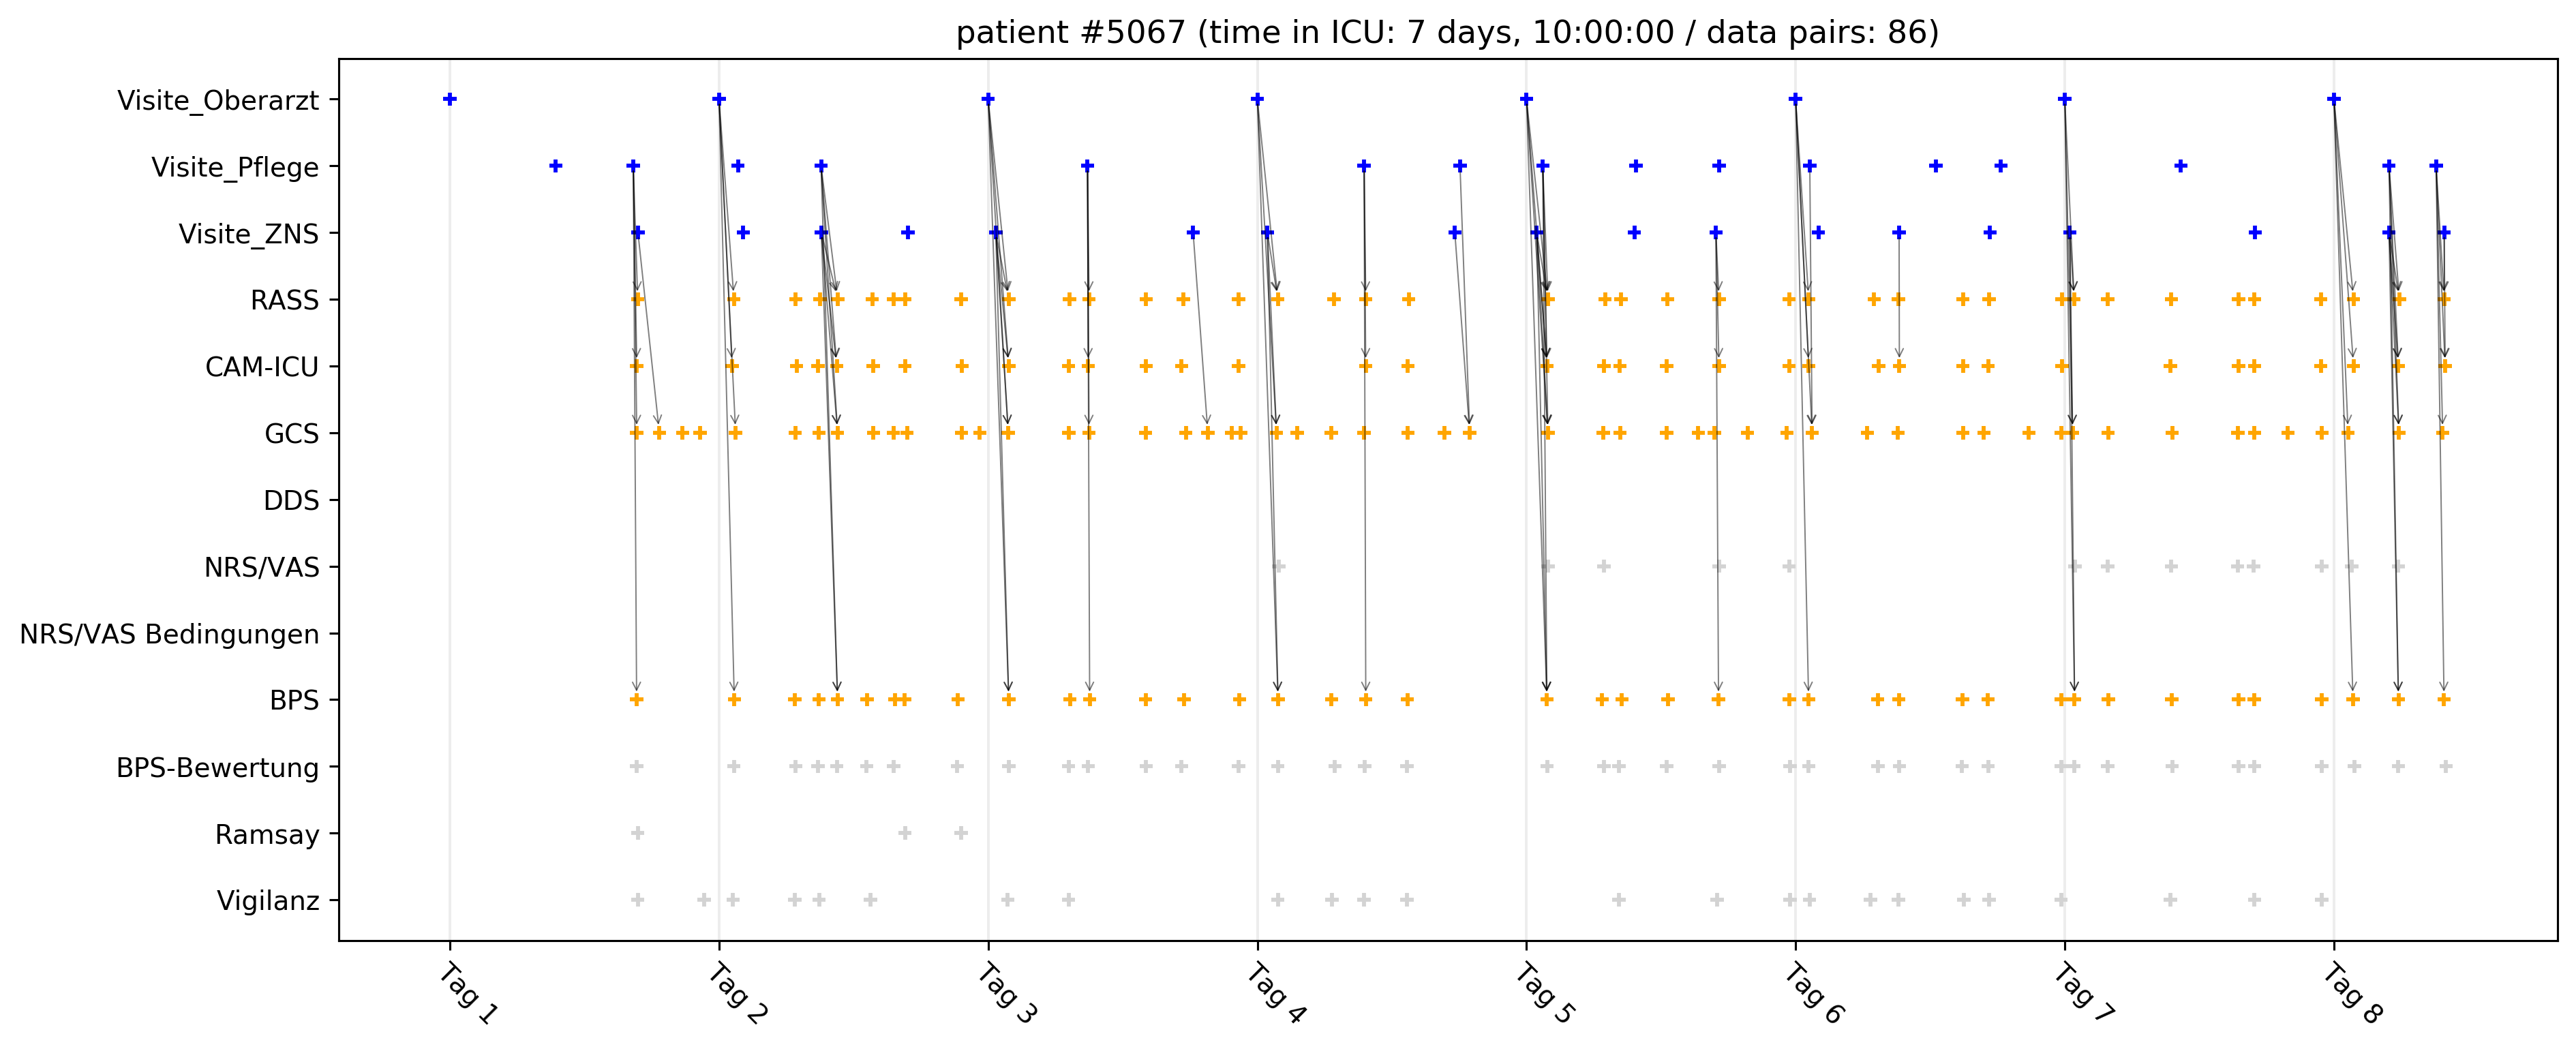 patient #5067 (time in ICU: 7 days, 10:00:00 / data pairs: 86)
Visite_Oberarzt
Visite_Pflege
Visite_ZNS
RASS
CAM-ICU
GCS
DDS
NRS/VAS
NRS/VAS Bedingungen
BPS
BPS-Bewertung
Ramsay
Vigilanz
Tag 1
Tag 2
Tag 3
Tag 4
Tag 5
Tag 6
Tag 7
Tag 8